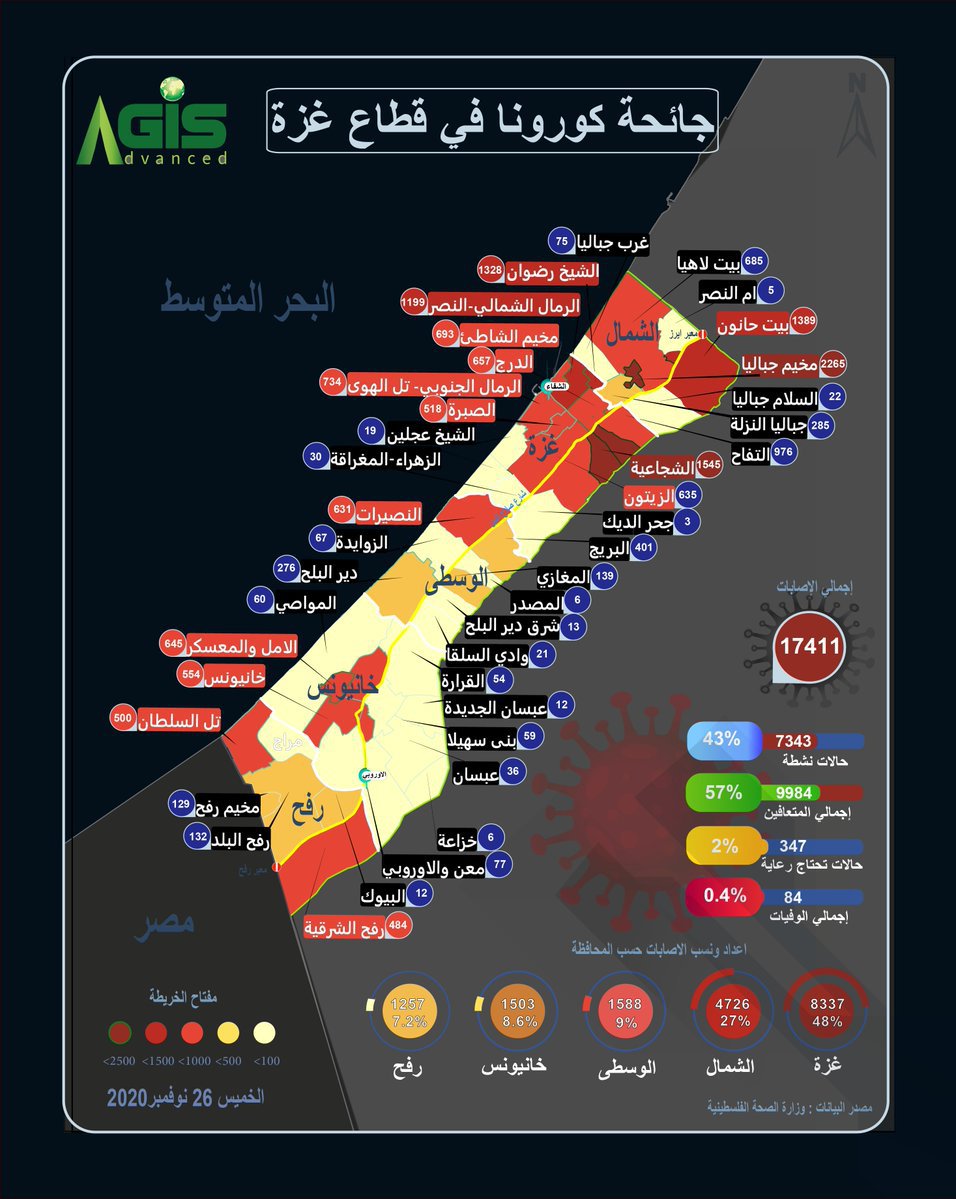 جائحة كورونا في قطاع غزة
AGIS
Advanced
N
البحر المتوسط
غرب جباليا 75
بيت لاهيا 685
الشيخ رضوان 1328
ام النصر 5
الرمال الشمالي-النصر 1199
بيت حانون 1389
الشمال
معبر ايرز
مخيم الشاطئ 693
الدرج 657
مخيم جباليا 2265
الرمال الجنوبي- تل الهوى 734
الشفاء
السلام جباليا 22
الصبرة 518
جباليا النزلة 285
الشيخ عجلين 19
غزة
التفاح 976
الزهراء-المغراقة 30
الشجاعية 1545
الزيتون 635
النصيرات 631
جحر الديك 3
الزوايدة 67
البريج 401
دير البلح 276
الوسطى
المغازي 139
المواصي 60
المصدر 6
شرق دير البلح 13
الامل والمعسكر 645
وادي السلقا 21
خانيونس 554
خانيونس
القرارة 54
تل السلطان 500
عبسان الجديدة 12
بنى سهيلا 59
عبسان 36
الاوروبي
مخيم رفح 129
رفح
رفح البلد 132
خزاعة 6
معبر رفح
معن والاوروبي 77
البيوك 12
رفح الشرقية 484
مصر
إجمالي الاصابات
17411
43% 7343
حالات نشطة
57% 9984
إجمالي المتعافين
2% 347
حالات تحتاج رعاية
0.4% 84
إجمالي الوفيات
اعداد ونسب الاصابات حسب المحافظة
8337
48%
غزة
4726
27%
الشمال
1588
9%
الوسطى
1503
8.6%
خانيونس
1257
7.2%
رفح
مفتاح الخريطة
<2500 <1500 <1000 <500 <100
الخميس 26 نوفمبر2020
مصدر البيانات : وزارة الصحة الفلسطينية